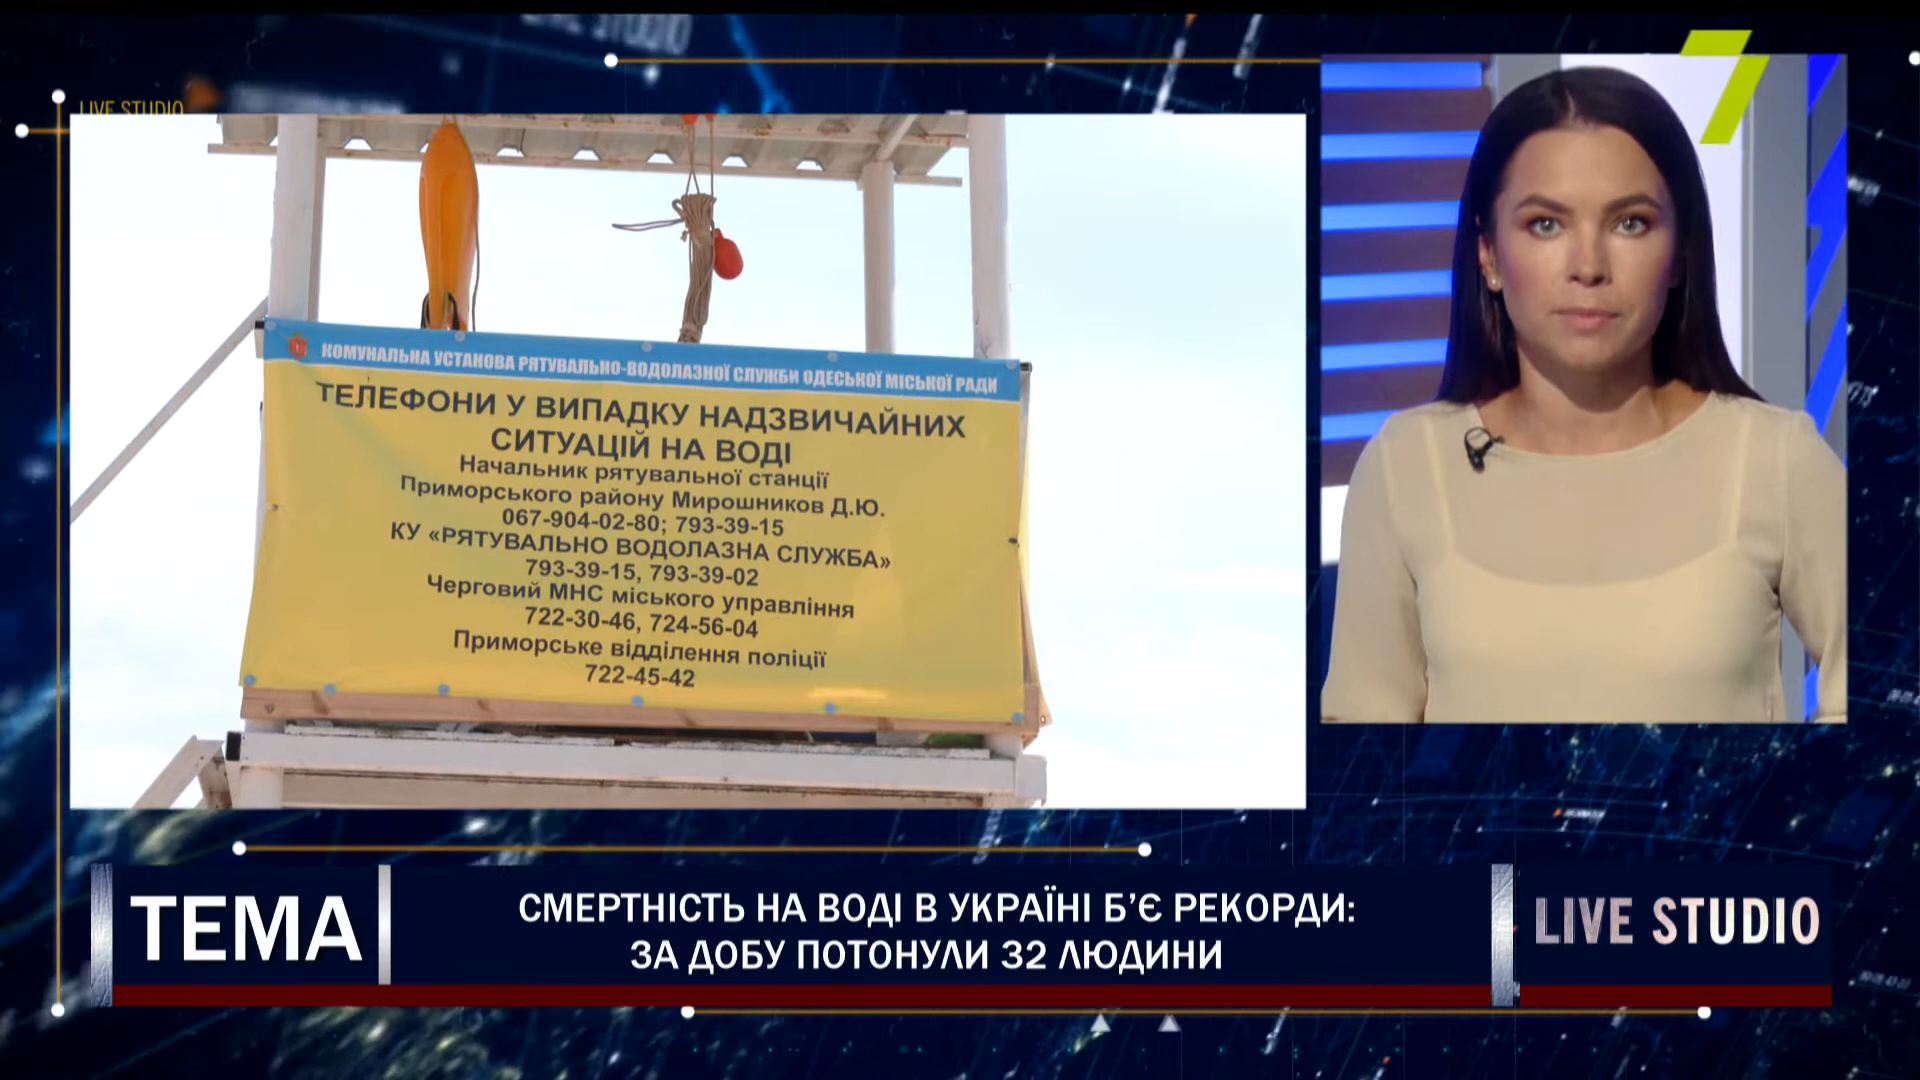 LIVE STUDIO
7
КОМУНАЛЬНА УСТАНОВА РЯТУВАЛЬНО-ВОДОЛАЗНОЇ СЛУЖБИ ОДЕСЬКОЇ МІСЬКОЇ РАДИ
ТЕЛЕФОНИ У ВИПАДКУ НАДЗВИЧАЙНИХ
СИТУАЦІЙ НА ВОДІ
Начальник рятувальної станції
Приморського району Мирошников Д.Ю.
067-904-02-80; 793-39-15
КУ «РЯТУВАЛЬНО ВОДОЛАЗНА СЛУЖБА»
793-39-15, 793-39-02
Черговий МНС міського управління
722-30-46, 724-56-04
Приморське відділення поліції
722-45-42
ТЕМА
СМЕРТНІСТЬ НА ВОДІ В УКРАЇНІ Б’Є РЕКОРДИ:
ЗА ДОБУ ПОТОНУЛИ 32 ЛЮДИНИ
LIVE STUDIO